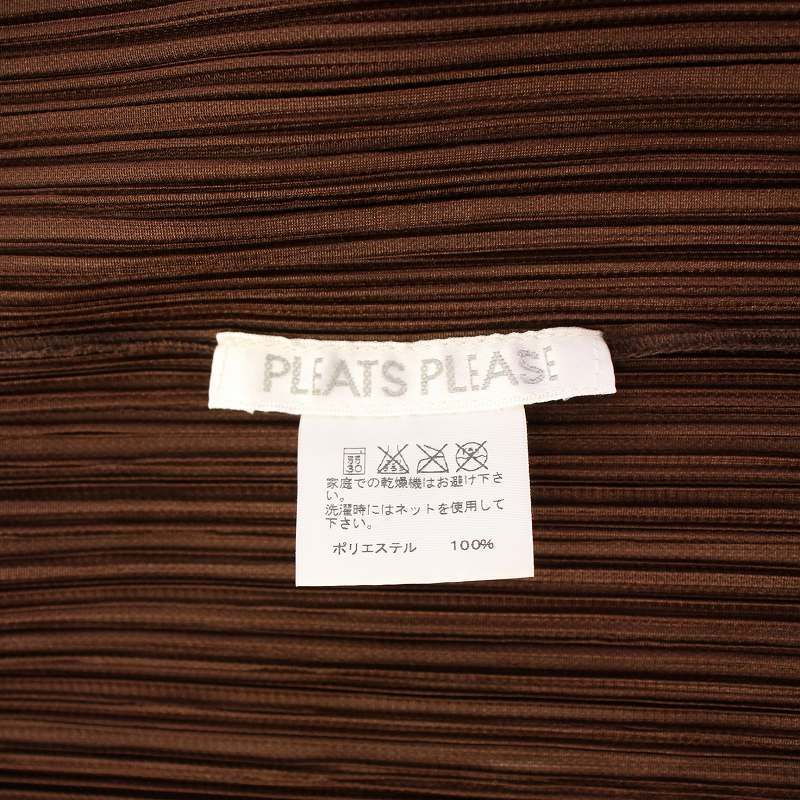 PLEATS PLEASE
家庭での乾燥機はお避け下さ
い。
洗濯時にはネットを使用して
下さい。
ポリエステル 100%